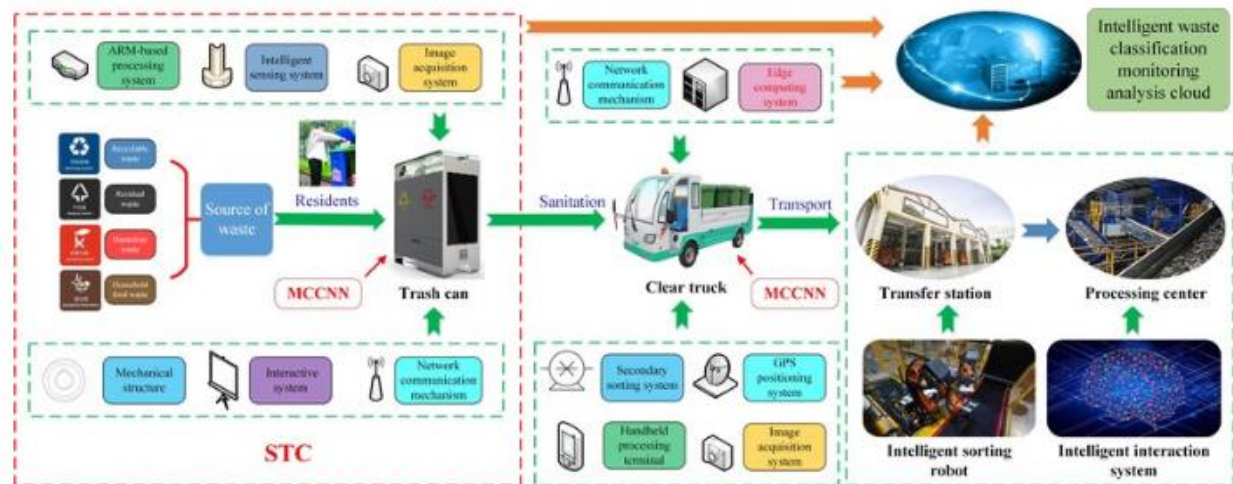 ARM-based
processing
system
Intelligent
sensing system
Image
acquisition
system
Network
communication
mechanism
Edge
computing
system
Intelligent waste
classification
monitoring
analysis cloud
Recyclable
waste
Residual
waste
Hazardous
waste
Household
food waste
Source of
waste
Residents
Sanitation
Transport
MCCNN
Trash can
Clear truck
MCCNN
Transfer station
Processing center
Mechanical
structure
Interactive
system
Network
communication
mechanism
STC
Secondary
sorting system
GPS
positioning
system
Handheld
processing
terminal
Image
acquisition
system
Intelligent sorting
robot
Intelligent interaction
system